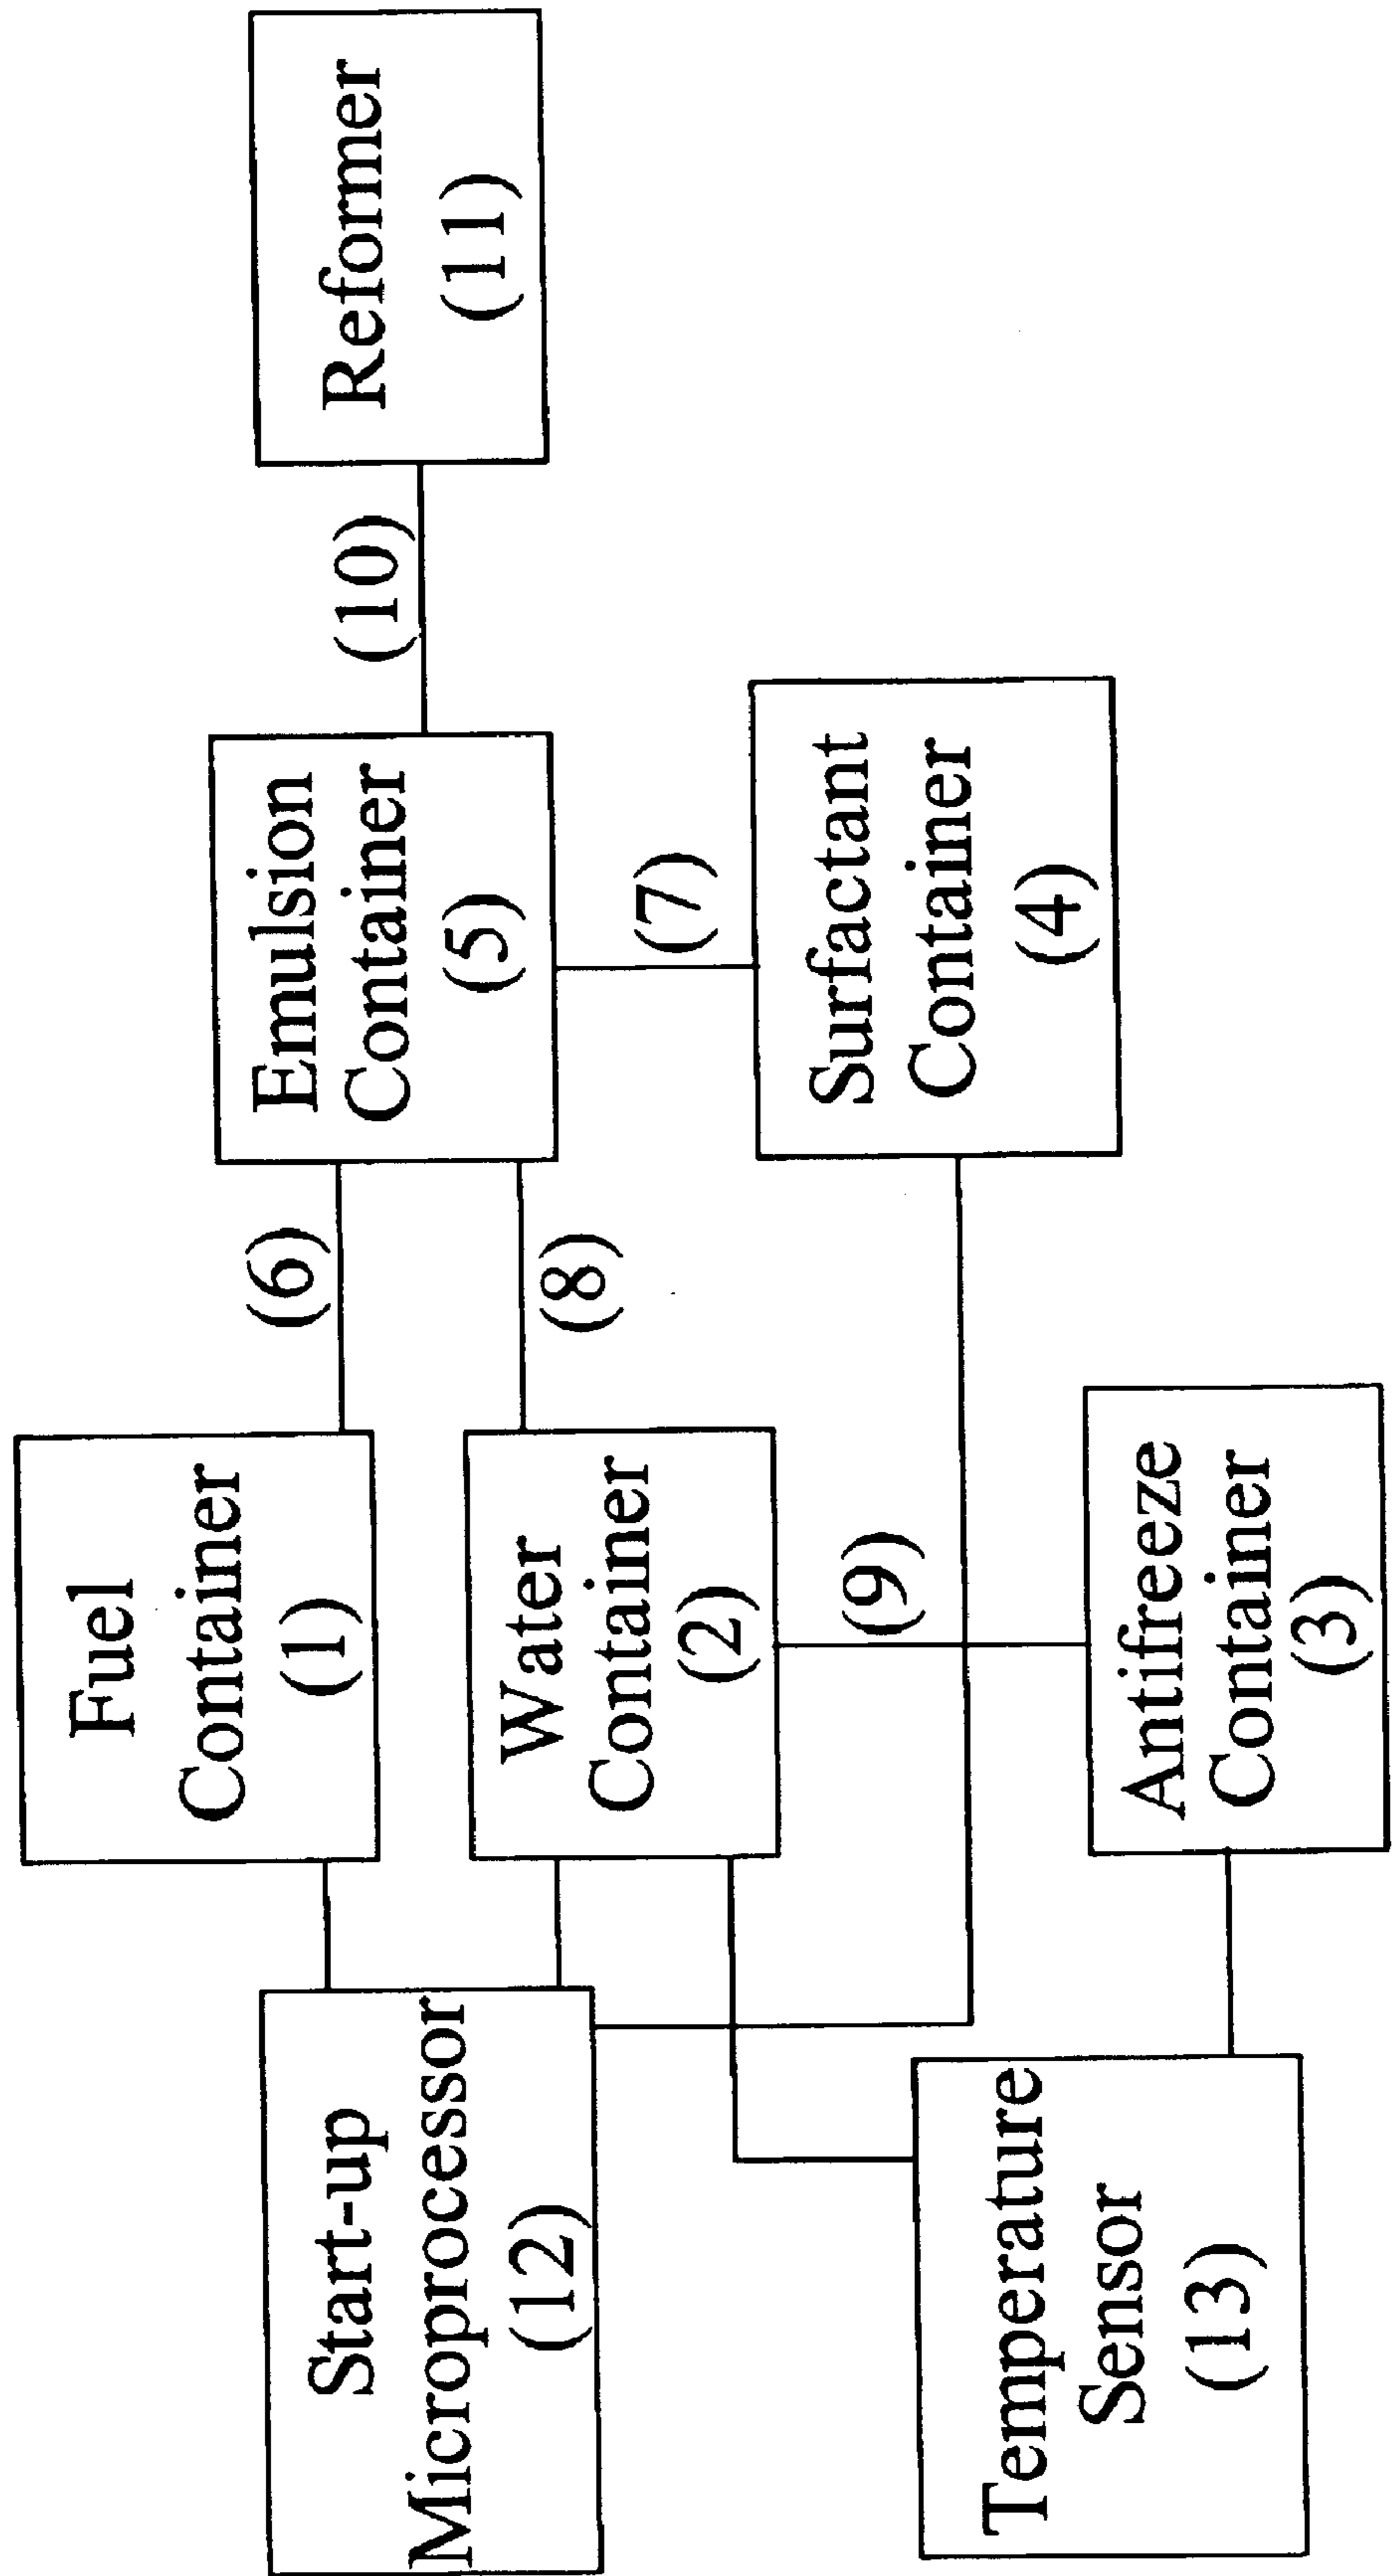 Fuel
Container
(1)
(6)
Start-up
Microprocessor
(12)
Water
Container
(2)
(8)
Emulsion
Container
(5)
(10)
Reformer
(11)
(9)
(7)
Temperature
Sensor
(13)
Antifreeze
Container
(3)
Surfactant
Container
(4)